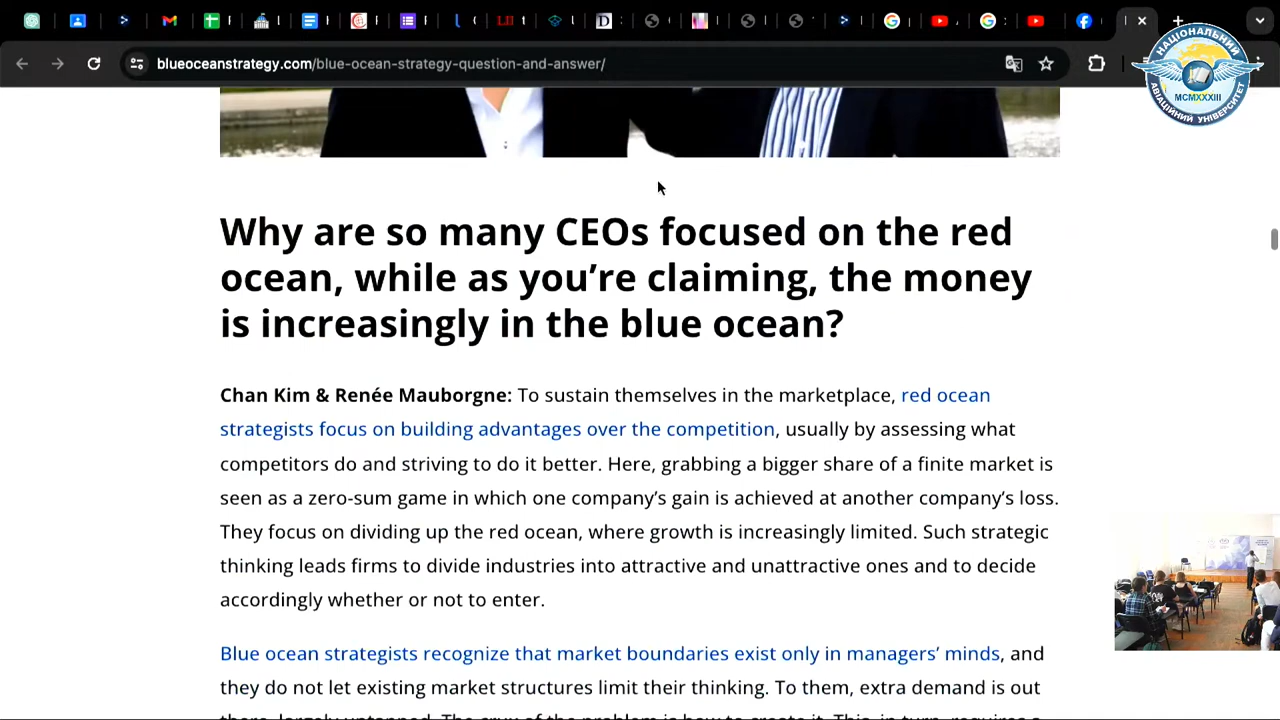 blueoceanstrategy.com/blue-ocean-strategy-question-and-answer/
НАЦІОНАЛЬНИЙ
MCMXXXIII
АВІАЦІЙНИЙ УНІВЕРСИТЕТ
Why are so many CEOs focused on the red
ocean, while as you’re claiming, the money
is increasingly in the blue ocean?
Chan Kim & Renée Mauborgne: To sustain themselves in the marketplace, red ocean
strategists focus on building advantages over the competition, usually by assessing what
competitors do and striving to do it better. Here, grabbing a bigger share of a finite market is
seen as a zero-sum game in which one company’s gain is achieved at another company’s loss.
They focus on dividing up the red ocean, where growth is increasingly limited. Such strategic
thinking leads firms to divide industries into attractive and unattractive ones and to decide
accordingly whether or not to enter.
Blue ocean strategists recognize that market boundaries exist only in managers’ minds, and
they do not let existing market structures limit their thinking. To them, extra demand is out
there, largely untapped. The crux of the problem is how to create it. This, in turn, requires a